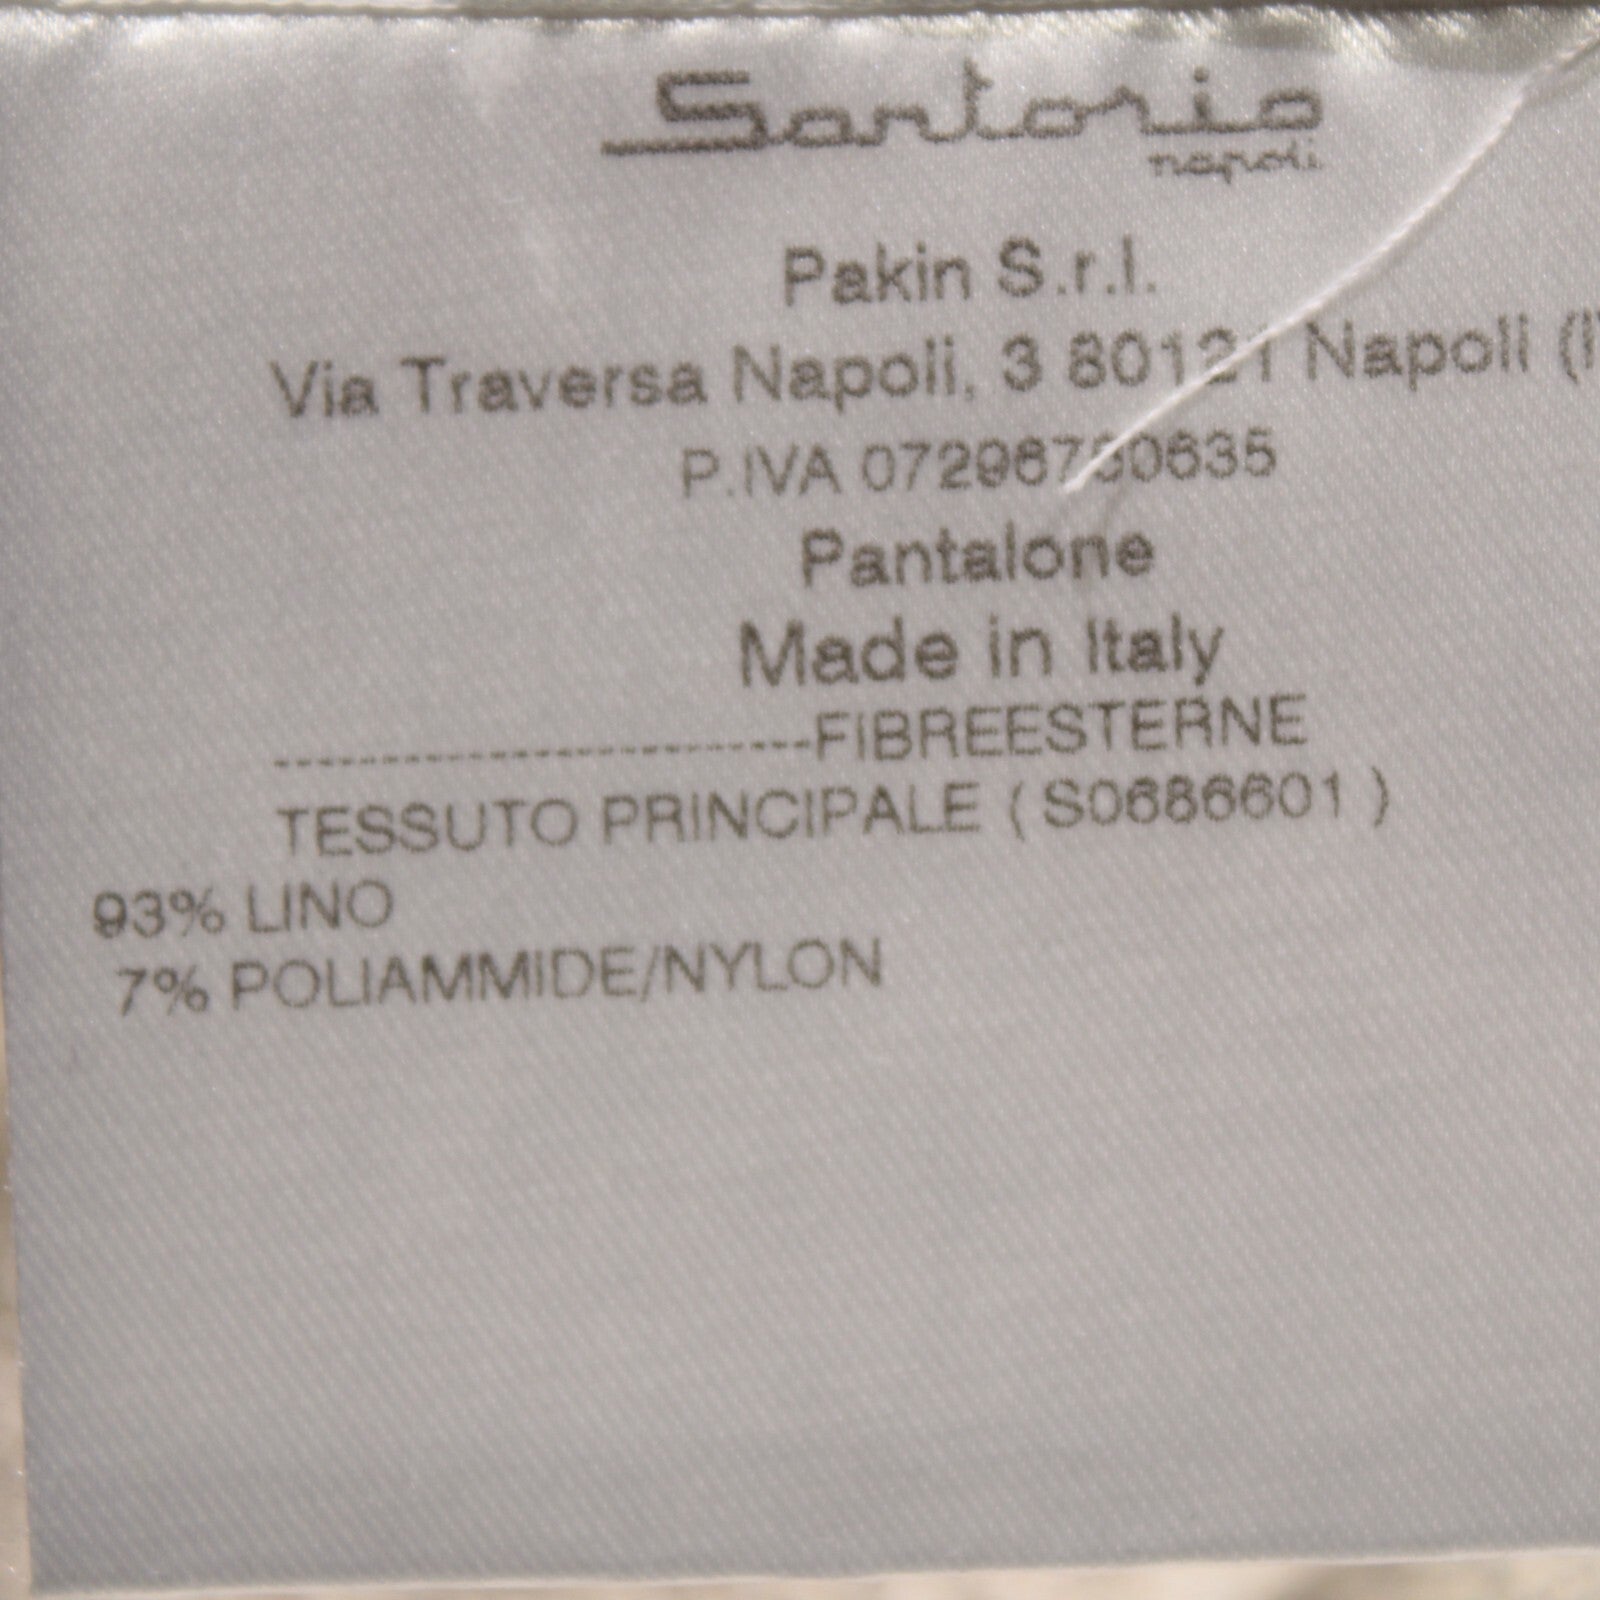 Sartorio
napoli
Pakin S.r.l.
Via Traversa Napoli, 3 80121 Napoli
P.IVA
Pantalone
Made in Italy
------------------------FIBREESTERNE
TESSUTO PRINCIPALE ( S0686601 )
93% LINO
7% POLIAMMIDE/NYLON